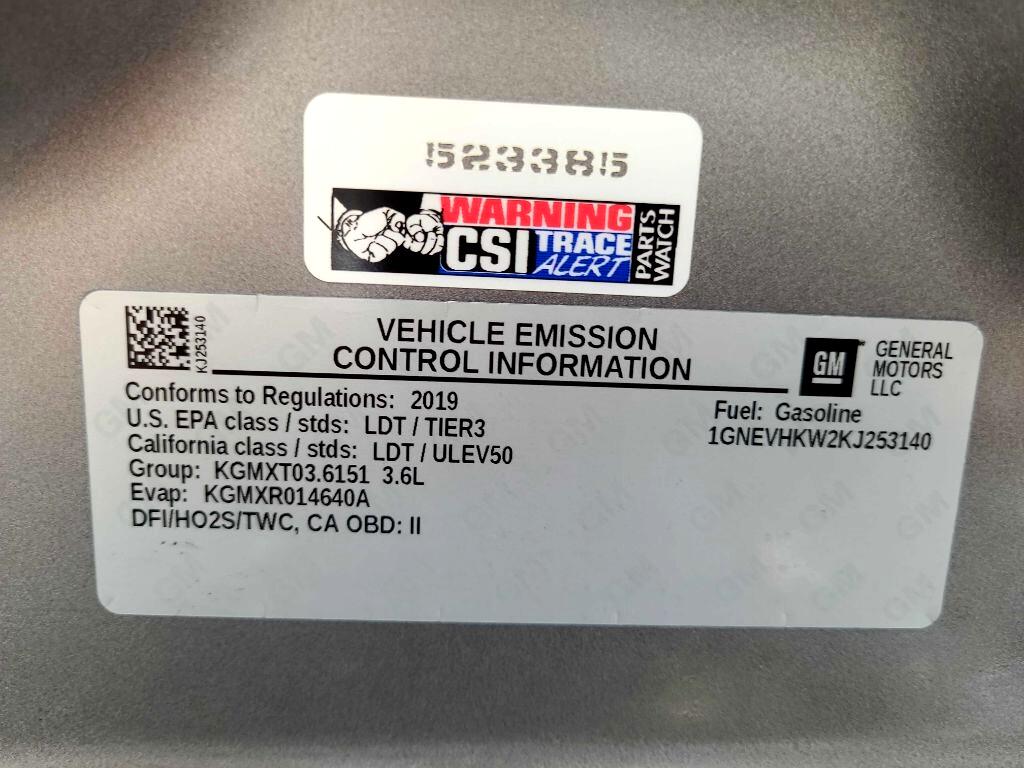 523385
WARNING
CSI TRACE ALERT
PARTS WATCH
KJ253140
VEHICLE EMISSION
CONTROL INFORMATION
GM
GENERAL
MOTORS
LLC
Conforms to Regulations: 2019
U.S. EPA class / stds: LDT / TIER3
California class / stds: LDT / ULEV50
Group: KGMXT03.6151 3.6L
Evap: KGMXR014640A
DFI/HO2S/TWC, CA OBD: II
Fuel: Gasoline
1GNEVHKW2KJ253140